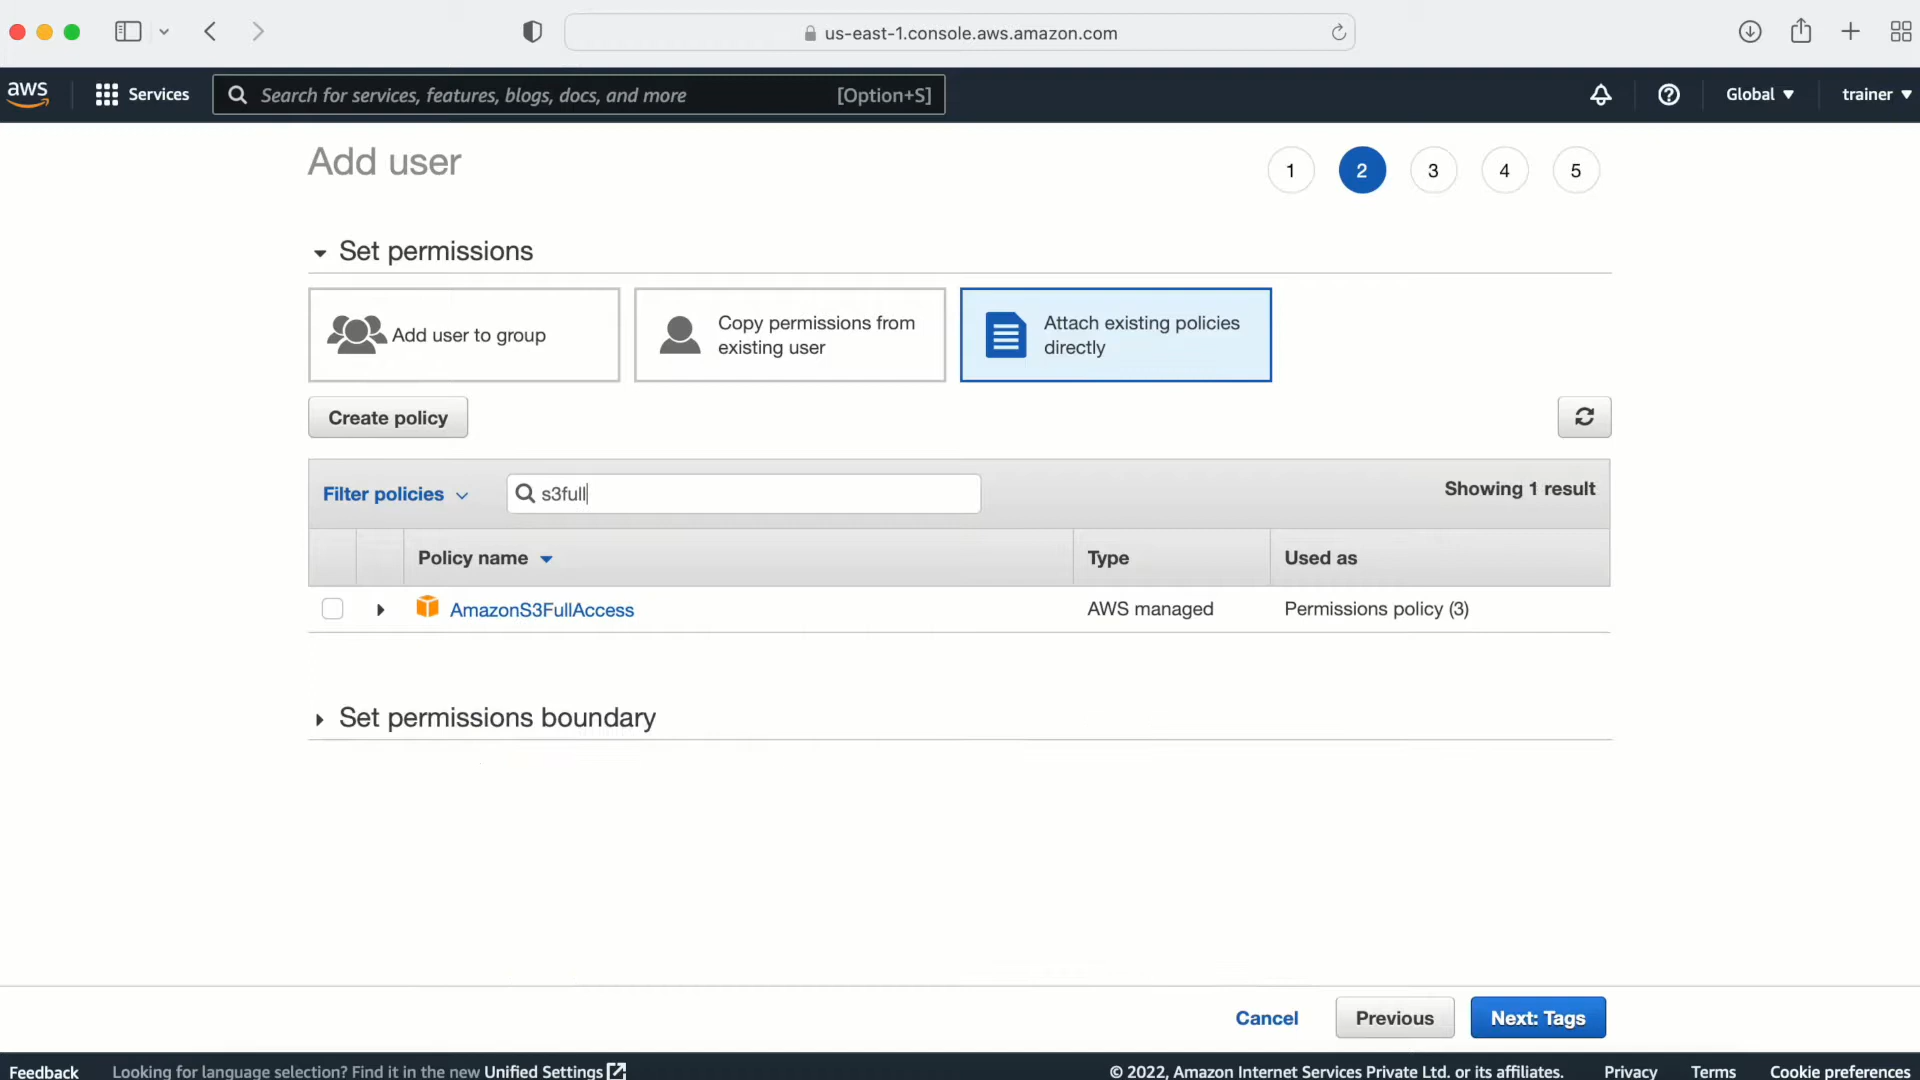 us-east-1.console.aws.amazon.com
aws
Services
Search for services, features, blogs, docs, and more
[Option+S]
Global
trainer
Add user
1
2
3
4
5
Set permissions
Add user to group
Copy permissions from
existing user
Attach existing policies
directly
Create policy
Filter policies
s3full
Showing 1 result
Policy name
Type
Used as
AmazonS3FullAccess
AWS managed
Permissions policy (3)
Set permissions boundary
Cancel
Previous
Next: Tags
Feedback
Looking for language selection? Find it in the new Unified Settings
© 2022, Amazon Internet Services Private Ltd. or its affiliates.
Privacy
Terms
Cookie preferences